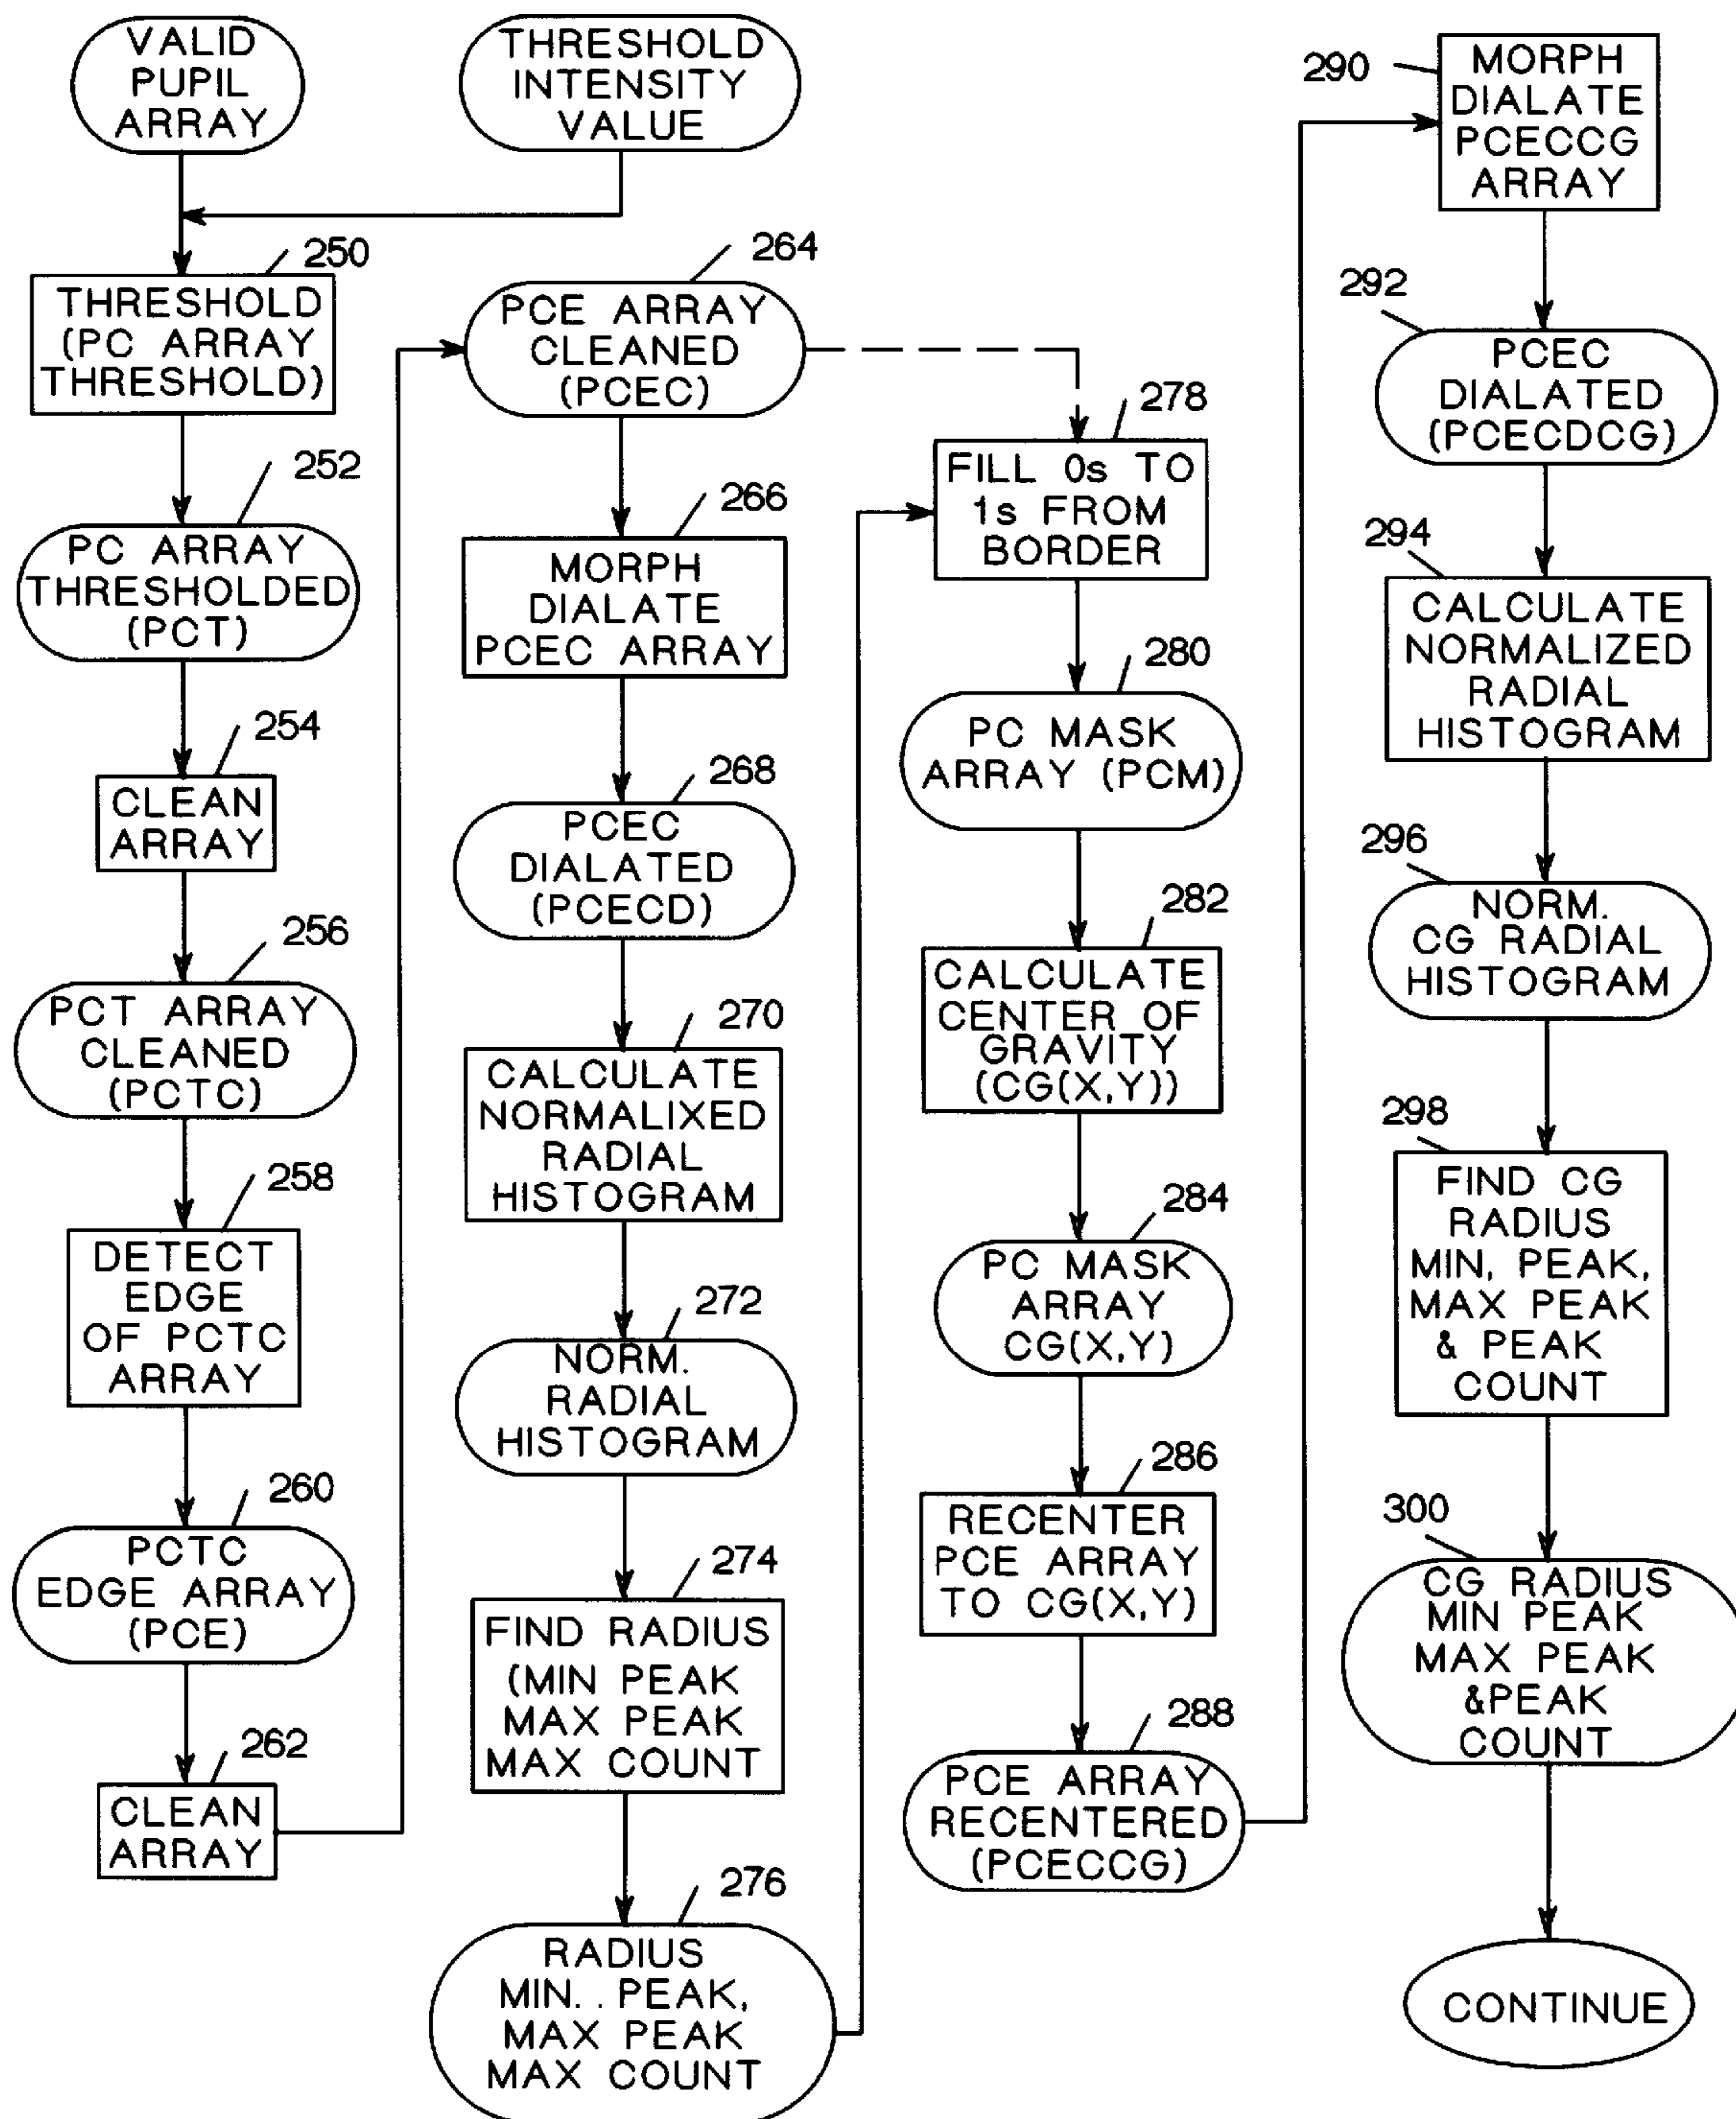 VALID
PUPIL
ARRAY
THRESHOLD
INTENSITY
VALUE
250
THRESHOLD
(PC ARRAY
THRESHOLD)
252
PC ARRAY
THRESHOLDED
(PCT)
254
CLEAN
ARRAY
256
PCT ARRAY
CLEANED
(PCTC)
258
DETECT
EDGE
OF PCTC
ARRAY
260
PCTC
EDGE ARRAY
(PCE)
262
CLEAN
ARRAY
264
PCE ARRAY
CLEANED
(PCEC)
266
MORPH
DIALATE
PCEC ARRAY
268
PCEC
DIALATED
(PCECD)
270
CALCULATE
NORMALIXED
RADIAL
HISTOGRAM
272
NORM.
RADIAL
HISTOGRAM
274
FIND RADIUS
(MIN PEAK
MAX PEAK
MAX COUNT
276
RADIUS
MIN. . PEAK,
MAX PEAK
MAX COUNT
278
FILL 0s TO
1s FROM
BORDER
280
PC MASK
ARRAY (PCM)
282
CALCULATE
CENTER OF
GRAVITY
(CG(X,Y))
284
PC MASK
ARRAY
CG(X,Y)
286
RECENTER
PCE ARRAY
TO CG(X,Y)
288
PCE ARRAY
RECENTERED
(PCECCG)
290
MORPH
DIALATE
PCECCG
ARRAY
292
PCEC
DIALATED
(PCECDCG)
294
CALCULATE
NORMALIZED
RADIAL
HISTOGRAM
296
NORM.
CG RADIAL
HISTOGRAM
298
FIND CG
RADIUS
MIN, PEAK,
MAX PEAK
& PEAK
COUNT
300
CG RADIUS
MIN PEAK
MAX PEAK
&PEAK
COUNT
CONTINUE